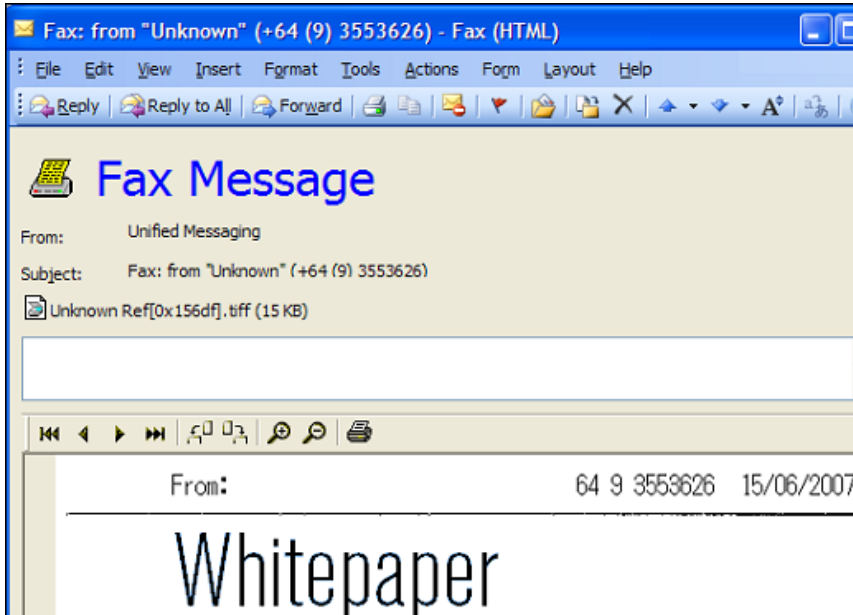 Fax: from "Unknown" (+64 (9) 3553626) - Fax (HTML)
File Edit View Insert Format Tools Actions Form Layout Help
Reply Reply to All Forward
Fax Message
From: Unified Messaging
Subject: Fax: from "Unknown" (+64 (9) 3553626)
Unknown Ref[0x156df].tiff (15 KB)
From: 64 9 3553626 15/06/2007
Whitepaper